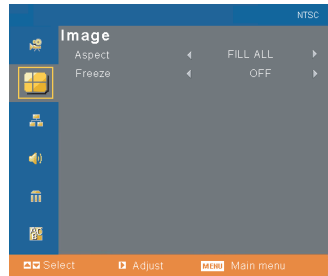 NTSC
Image
Aspect FILL ALL
Freeze OFF
Select Adjust MENU Main menu